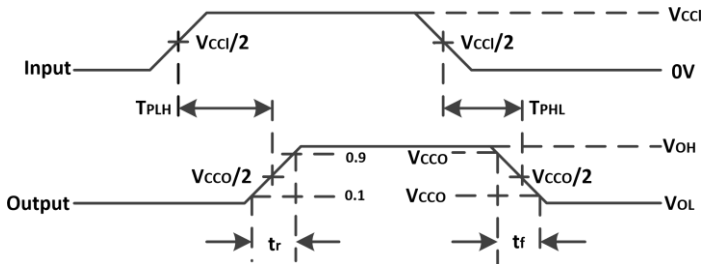 VCCI
VCCI/2 VCCI/2
Input 0V
TPLH TPHL
VOH
0.9 VCCO
VCCO/2 VCCO/2
0.1 VCCO
Output VOL
tr tf